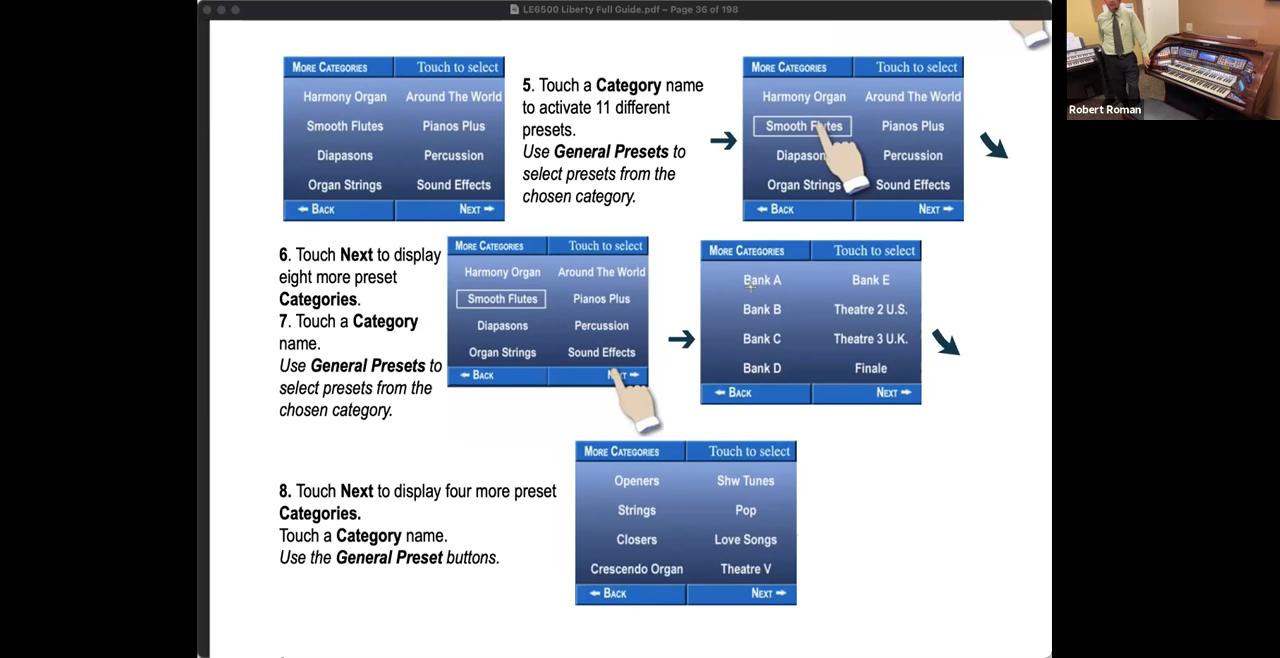 LE6500 Liberty Full Guide.pdf – Page 36 of 198
Robert Roman
More Categories Touch to select
Harmony Organ Around The World
Smooth Flutes Pianos Plus
Diapasons Percussion
Organ Strings Sound Effects
Back Next
5. Touch a Category name
to activate 11 different
presets.
Use General Presets to
select presets from the
chosen category.
More Categories Touch to select
Harmony Organ Around The World
Smooth Flutes Pianos Plus
Diapason Percussion
Organ Strings Sound Effects
Back Next
6. Touch Next to display
eight more preset
Categories.
7. Touch a Category
name.
Use General Presets to
select presets from the
chosen category.
More Categories Touch to select
Harmony Organ Around The World
Smooth Flutes Pianos Plus
Diapasons Percussion
Organ Strings Sound Effects
Back Next
More Categories Touch to select
Bank A Bank E
Bank B Theatre 2 U.S.
Bank C Theatre 3 U.K.
Bank D Finale
Back Next
8. Touch Next to display four more preset
Categories.
Touch a Category name.
Use the General Preset buttons.
More Categories Touch to select
Openers Shw Tunes
Strings Pop
Closers Love Songs
Crescendo Organ Theatre V
Back Next